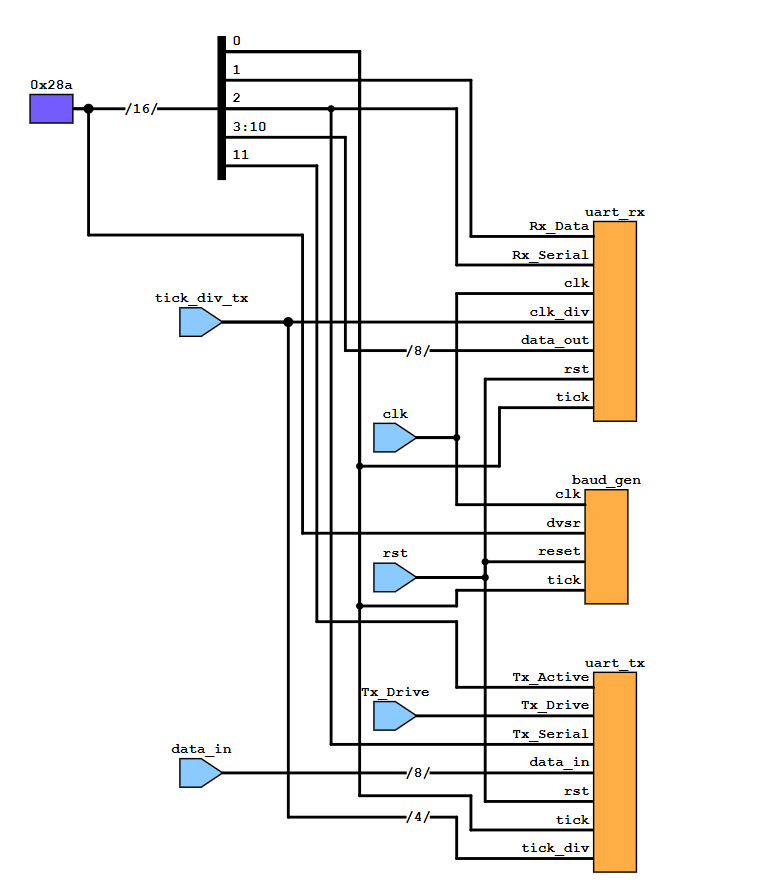 0
1
0x28a
/16/
2
3:10
11
uart_rx
Rx_Data
Rx_Serial
clk
tick_div_tx
clk_div
data_out
/8/
rst
tick
clk
baud_gen
clk
dvsr
rst
reset
tick
uart_tx
Tx_Active
Tx_Drive
Tx_Drive
Tx_Serial
data_in
data_in
/8/
rst
tick
/4/
tick_div